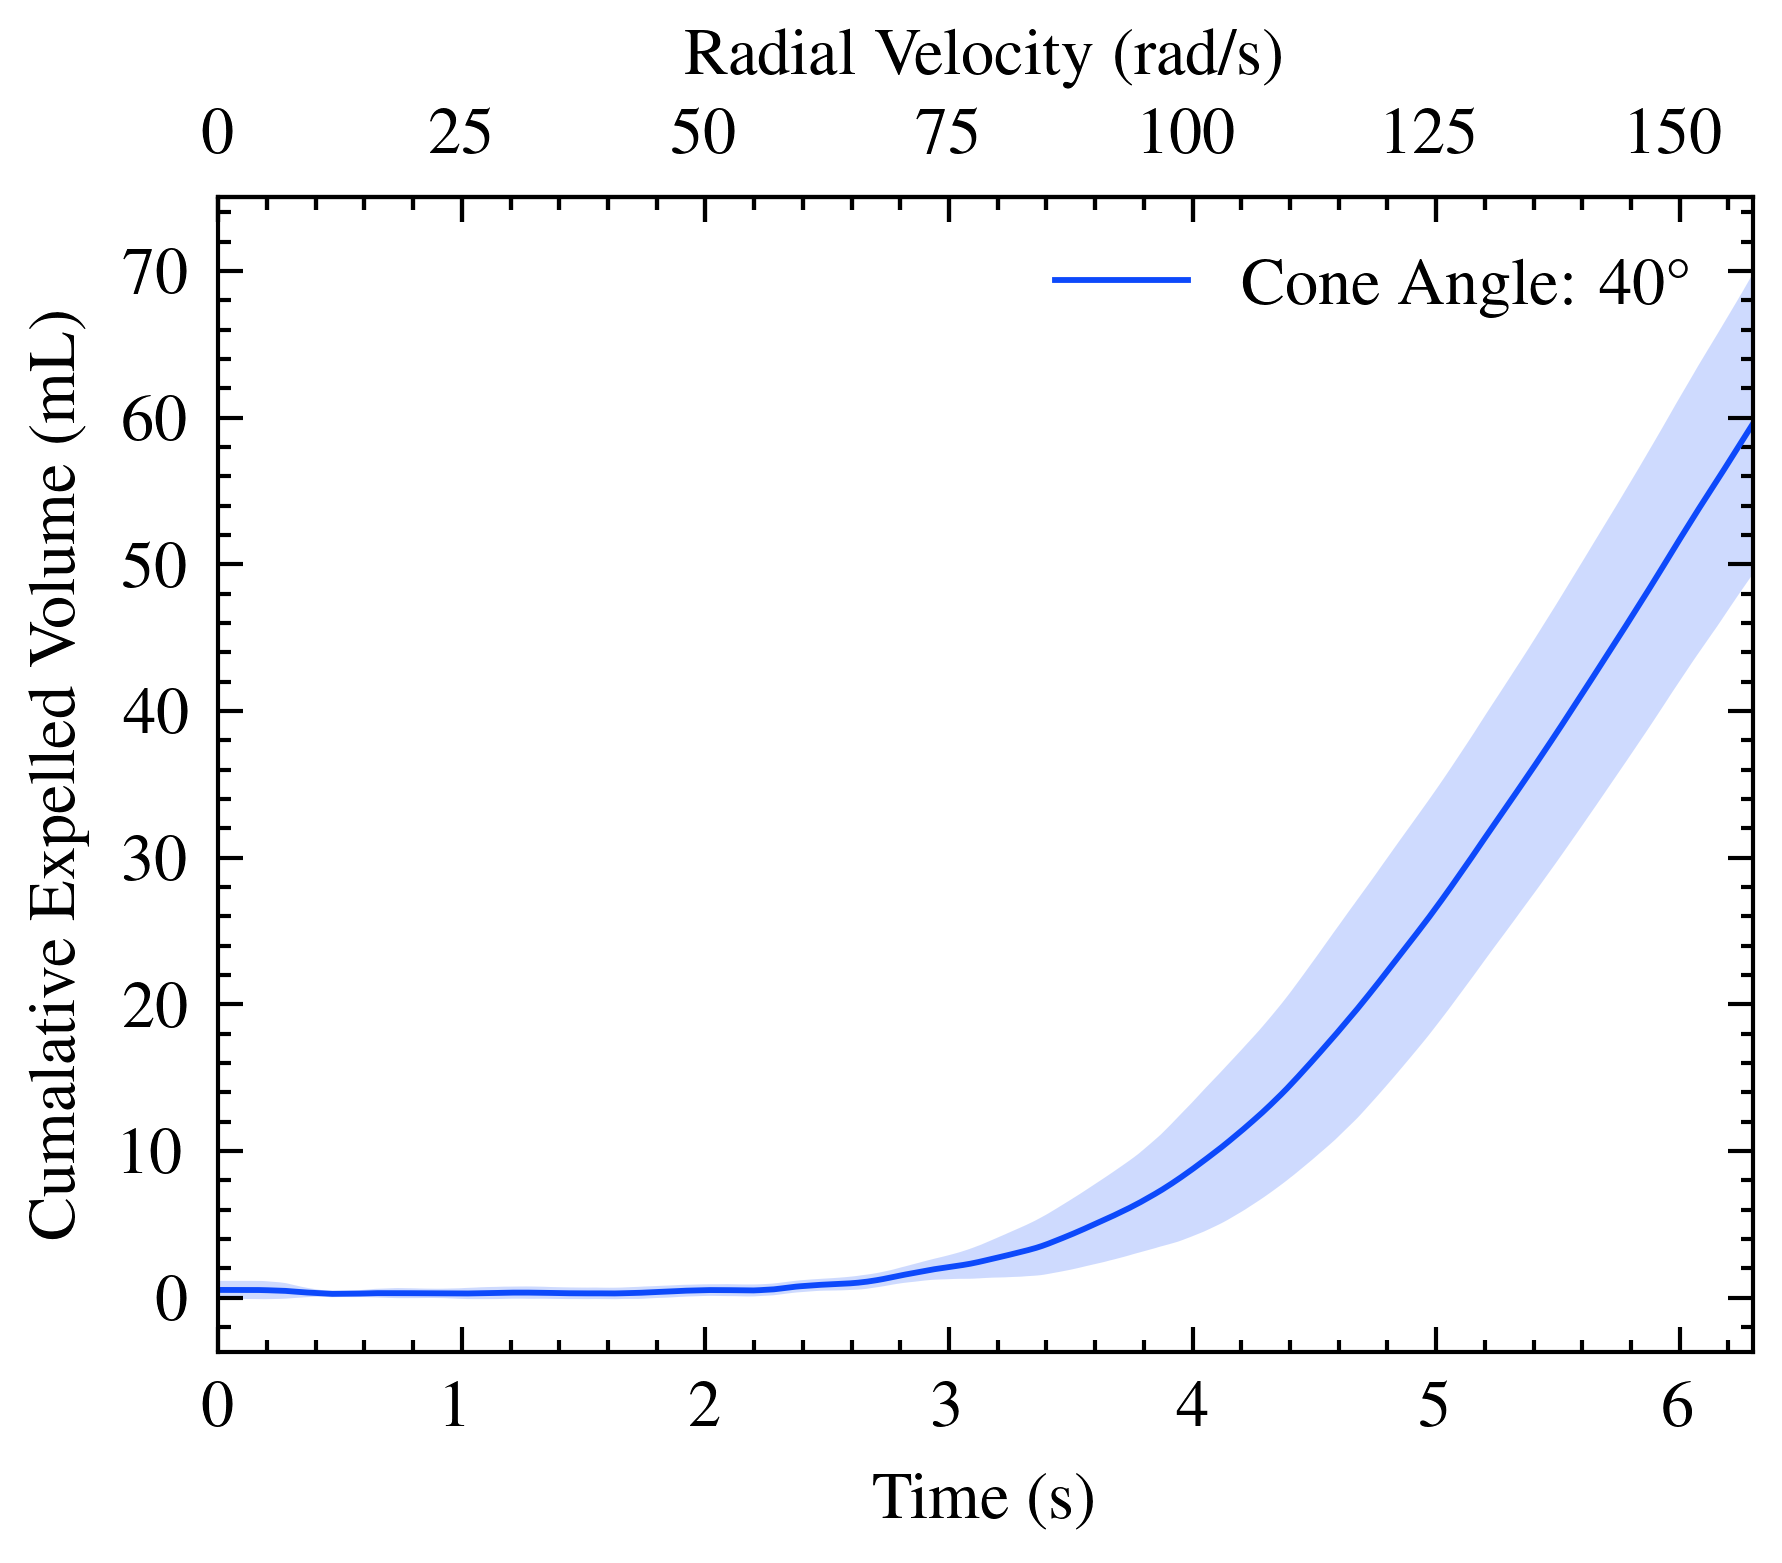 Radial Velocity (rad/s)
0 25 50 75 100 125 150
Cone Angle: 40°
Cumalative Expelled Volume (mL)
70
60
50
40
30
20
10
0
0 1 2 3 4 5 6
Time (s)